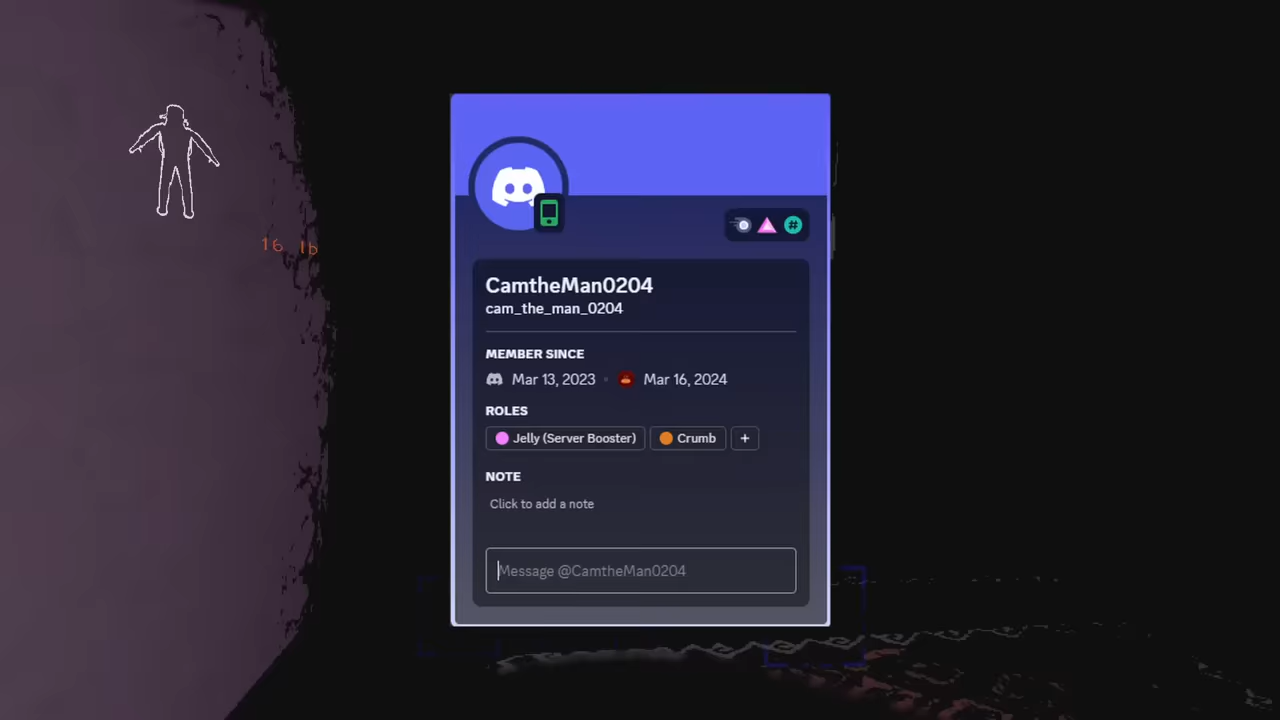 16 lb
CamtheMan0204
cam_the_man_0204
MEMBER SINCE
Mar 13, 2023 • Mar 16, 2024
ROLES
Jelly (Server Booster) Crumb +
NOTE
Click to add a note
Message @CamtheMan0204